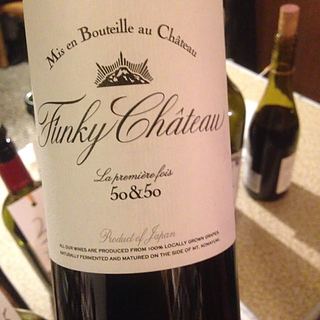 Mis en Bouteille au Château
Funky Château
La première fois
50&50
Product of Japan
ALL OUR WINES ARE PRODUCED FROM 100% LOCALLY GROWN GRAPES.
NATURALLY FERMENTED AND MATURED ON THE SIDE OF MT. KONAYUMI.